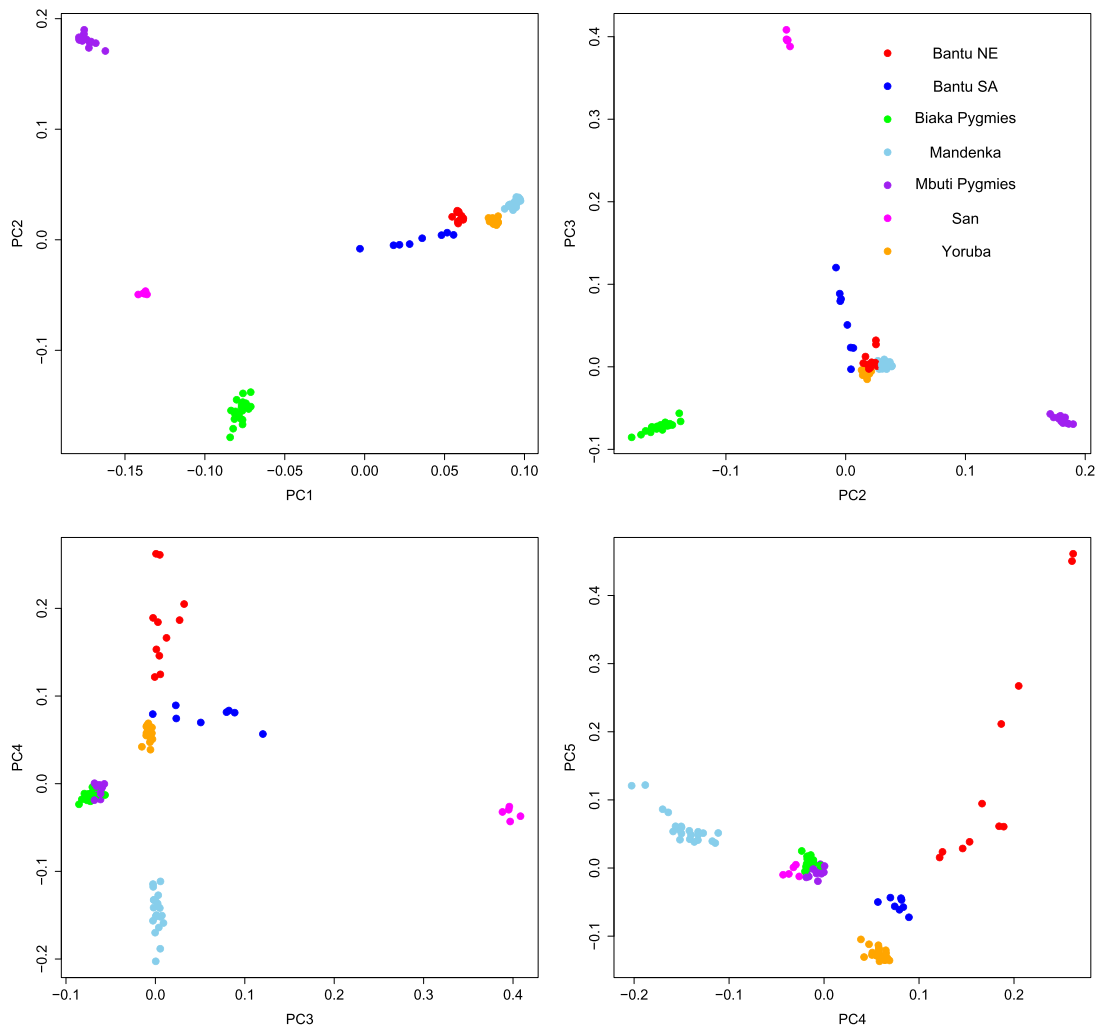 0.2
0.1
0.0
−0.1
PC2
−0.15
−0.10
−0.05
0.00
0.05
0.10
PC1
0.4
0.3
0.2
0.1
0.0
−0.1
PC3
−0.1
0.0
0.1
0.2
PC2
Bantu NE
Bantu SA
Biaka Pygmies
Mandenka
Mbuti Pygmies
San
Yoruba
0.2
0.1
0.0
−0.1
−0.2
PC4
−0.1
0.0
0.1
0.2
0.3
0.4
PC3
0.4
0.3
0.2
0.1
0.0
−0.1
PC5
−0.2
−0.1
0.0
0.1
0.2
PC4